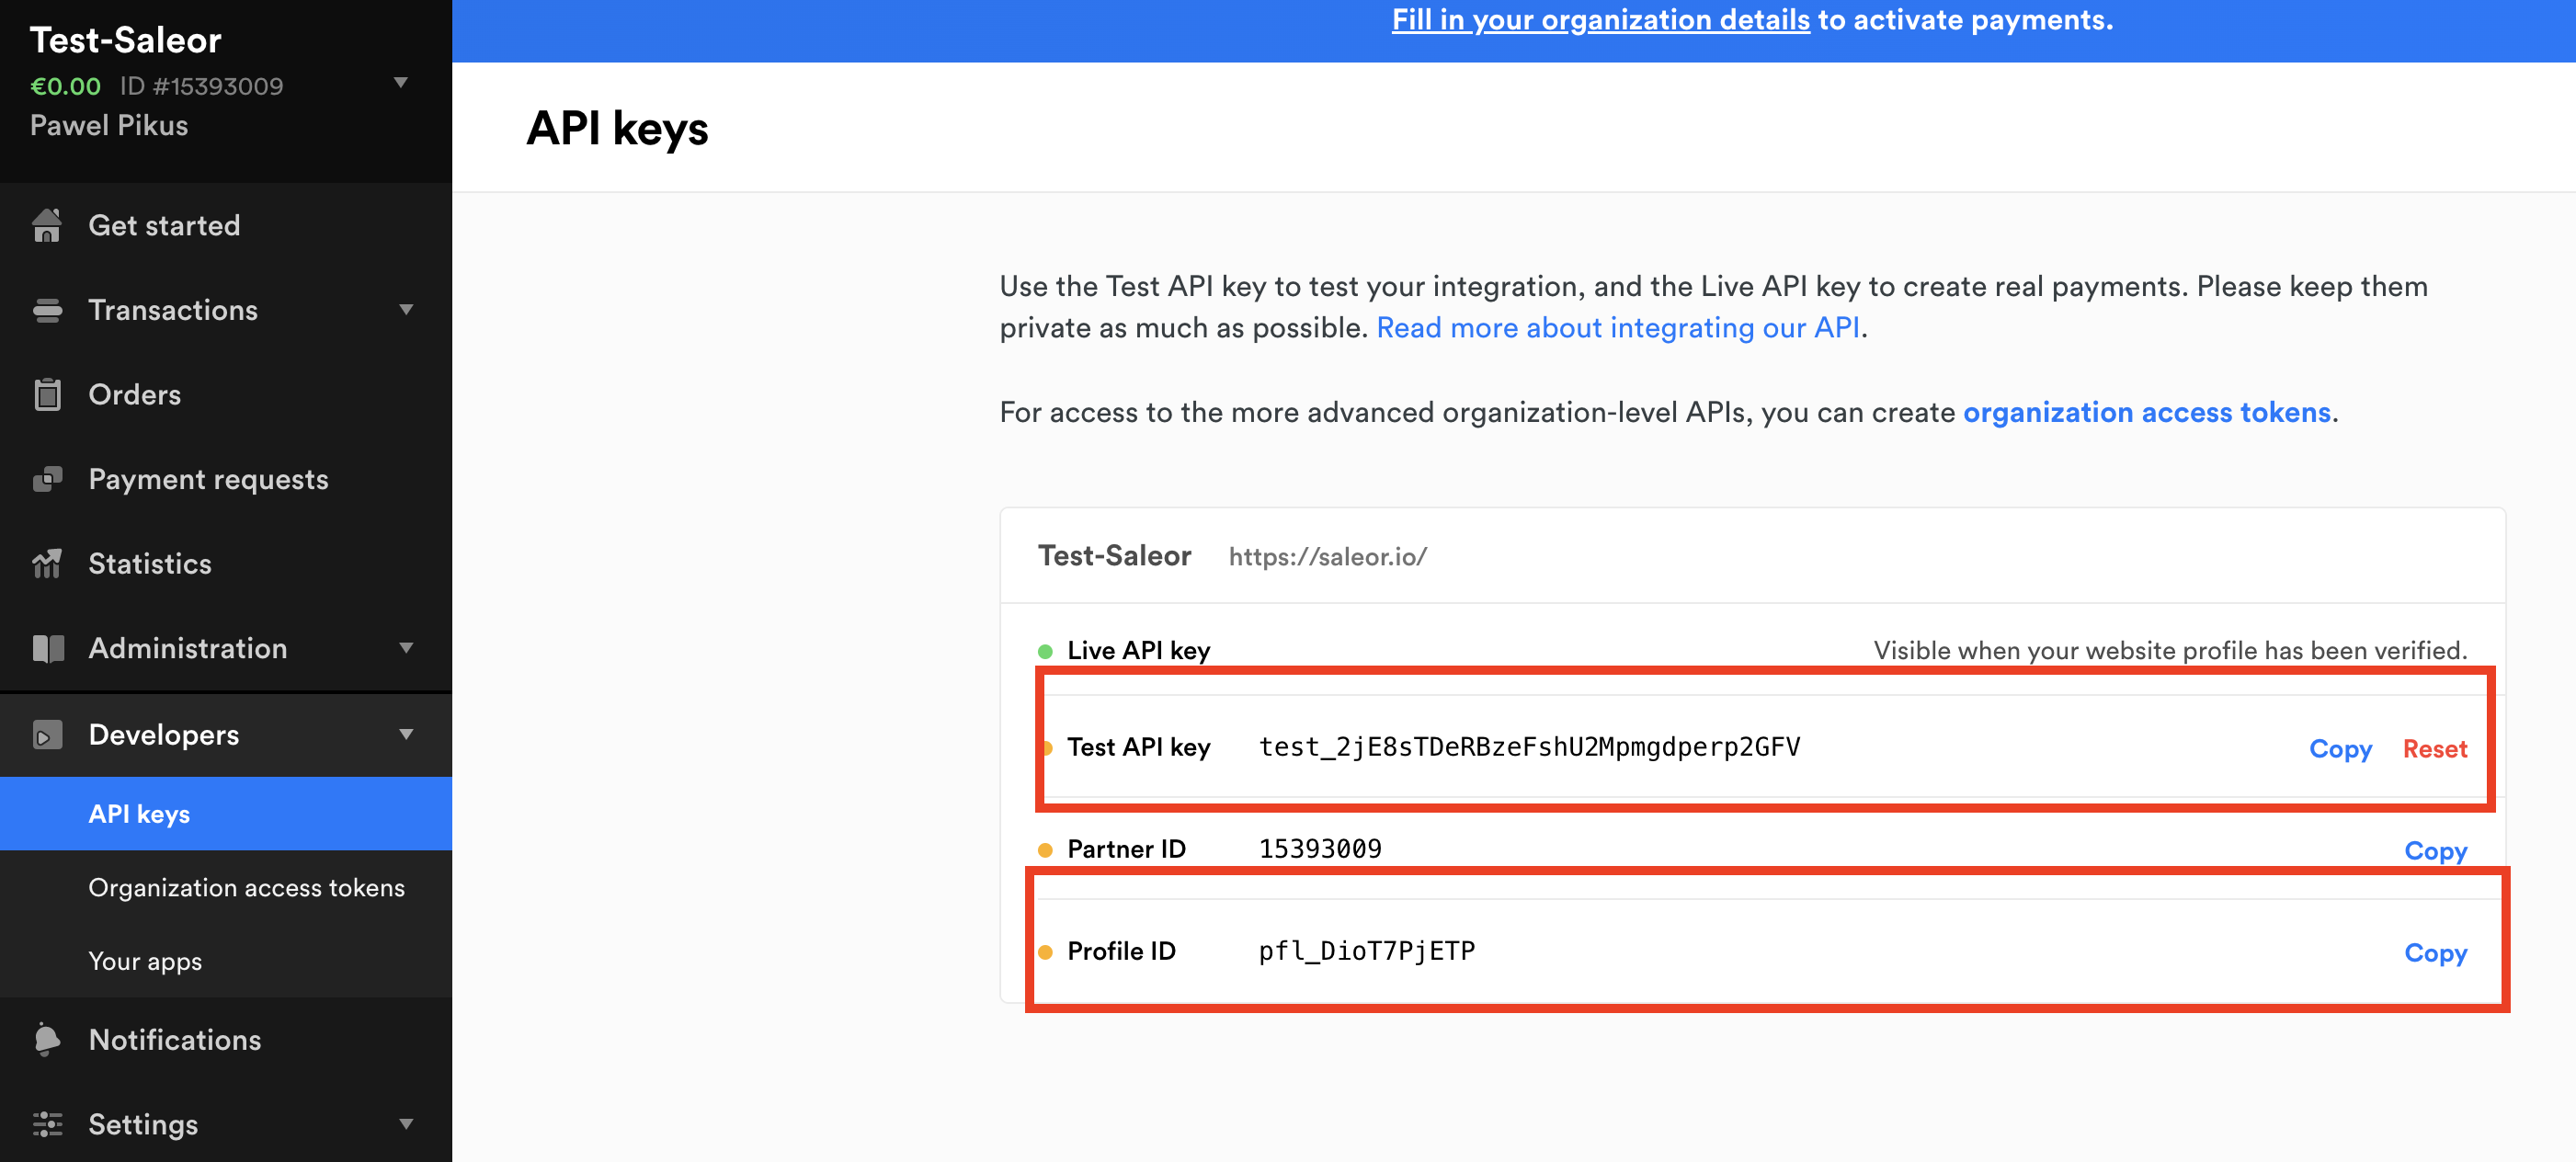 Test-Saleor
€0.00 ID #15393009
Pawel Pikus
Get started
Transactions
Orders
Payment requests
Statistics
Administration
Developers
API keys
Organization access tokens
Your apps
Notifications
Settings
Fill in your organization details to activate payments.
API keys
Use the Test API key to test your integration, and the Live API key to create real payments. Please keep them
private as much as possible. Read more about integrating our API.
For access to the more advanced organization-level APIs, you can create organization access tokens.
Test-Saleor https://saleor.io/
Live API key Visible when your website profile has been verified.
Test API key test_2jE8sTDeRBzeFshU2Mpmgdperp2GFV Copy Reset
Partner ID 15393009 Copy
Profile ID pfl_DioT7PjETP Copy